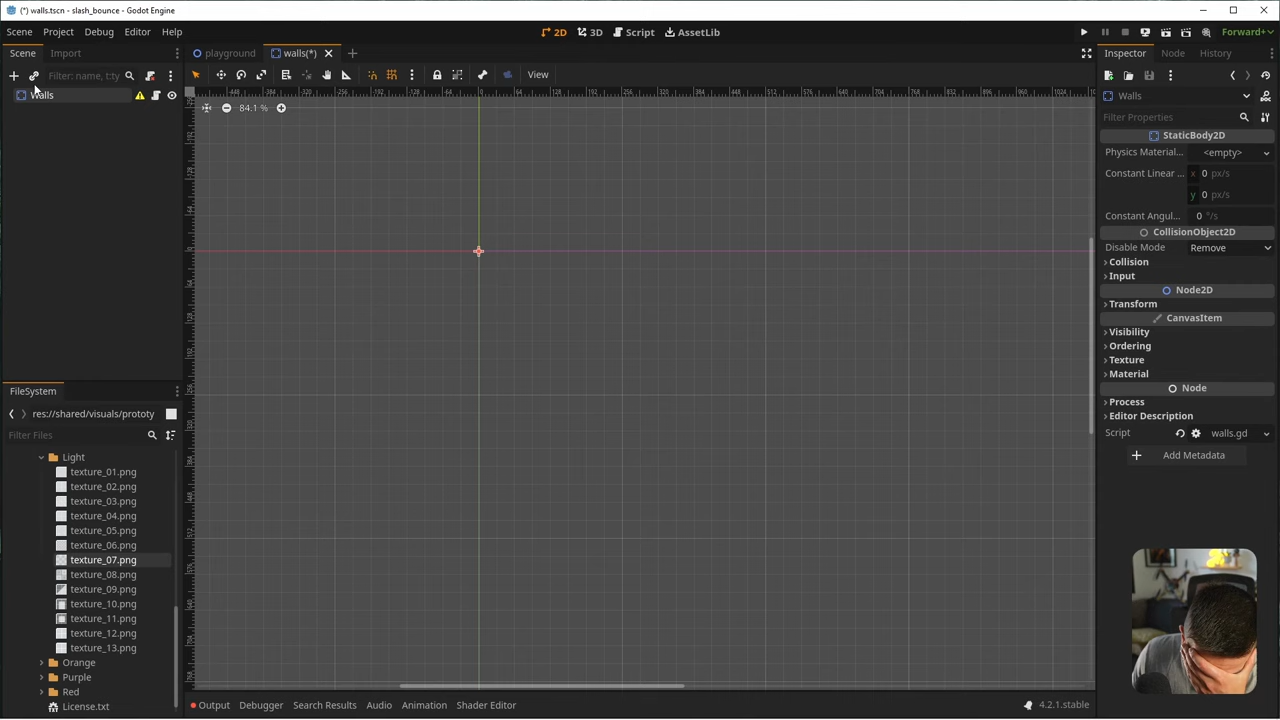 (*) walls.tscn - slash_bounce - Godot Engine
Scene Project Debug Editor Help
2D 3D Script AssetLib
Forward+
Scene Import
playground walls(*)
Inspector Node History
Filter: name, t:ty
View
Walls
84.1 %
Walls
Filter Properties
StaticBody2D
Physics Material... <empty>
Constant Linear ... x 0 px/s
y 0 px/s
Constant Angul... 0 °/s
CollisionObject2D
Disable Mode Remove
Collision
Input
Node2D
Transform
CanvasItem
Visibility
Ordering
Texture
Material
Node
Process
Editor Description
Script walls.gd
Add Metadata
FileSystem
res://shared/visuals/prototy
Filter Files
Light
texture_01.png
texture_02.png
texture_03.png
texture_04.png
texture_05.png
texture_06.png
texture_07.png
texture_08.png
texture_09.png
texture_10.png
texture_11.png
texture_12.png
texture_13.png
Orange
Purple
Red
License.txt
Output Debugger Search Results Audio Animation Shader Editor
4.2.1.stable